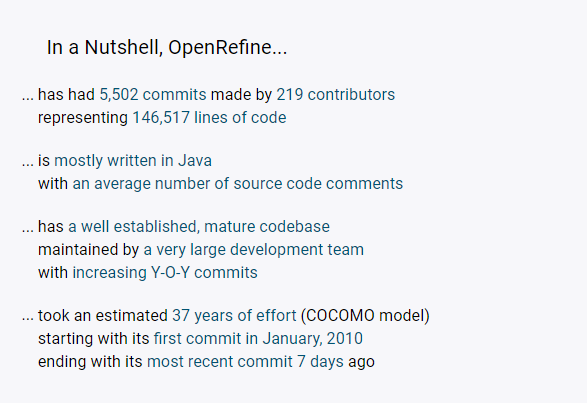 In a Nutshell, OpenRefine...
... has had 5,502 commits made by 219 contributors
representing 146,517 lines of code
... is mostly written in Java
with an average number of source code comments
... has a well established, mature codebase
maintained by a very large development team
with increasing Y-O-Y commits
... took an estimated 37 years of effort (COCOMO model)
starting with its first commit in January, 2010
ending with its most recent commit 7 days ago